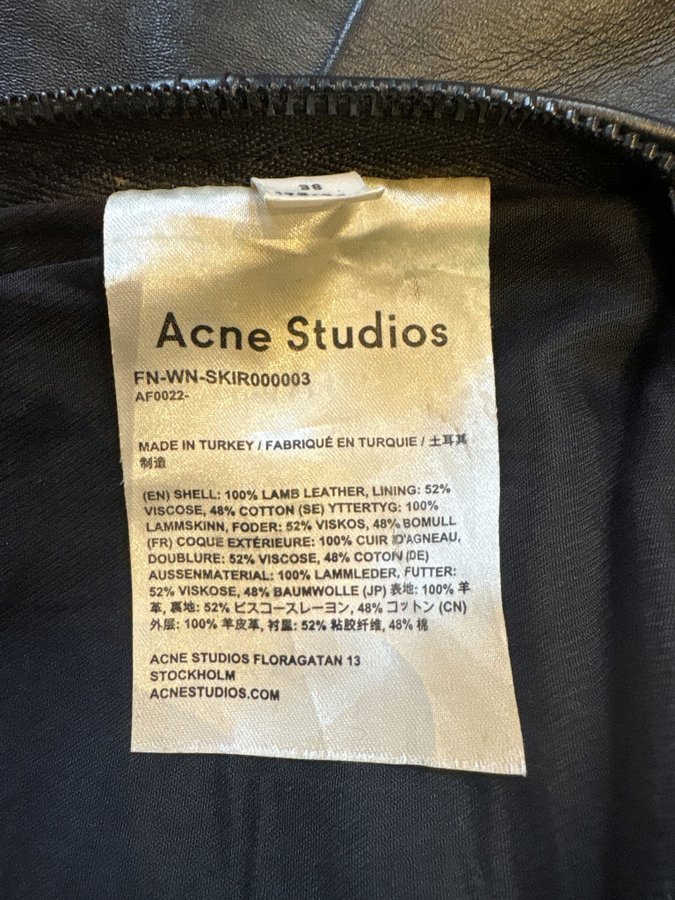 38
Acne Studios
FN-WN-SKIR000003
AF0022-
MADE IN TURKEY / FABRIQUÉ EN TURQUIE / 土耳其
制造
(EN) SHELL: 100% LAMB LEATHER, LINING: 52%
VISCOSE, 48% COTTON (SE) YTTERTYG: 100%
LAMMSKINN, FODER: 52% VISKOS, 48% BOMULL
(FR) COQUE EXTÉRIEURE: 100% CUIR D'AGNEAU,
DOUBLURE: 52% VISCOSE, 48% COTON (DE)
AUSSENMATERIAL: 100% LAMMLEDER, FUTTER:
52% VISKOSE, 48% BAUMWOLLE (JP) 表地: 100% 羊
革, 裏地: 52% ビスコースレーヨン, 48% コットン (CN)
外层: 100% 羊皮革, 衬里: 52% 粘胶纤维, 48% 棉
ACNE STUDIOS FLORAGATAN 13
STOCKHOLM
ACNESTUDIOS.COM